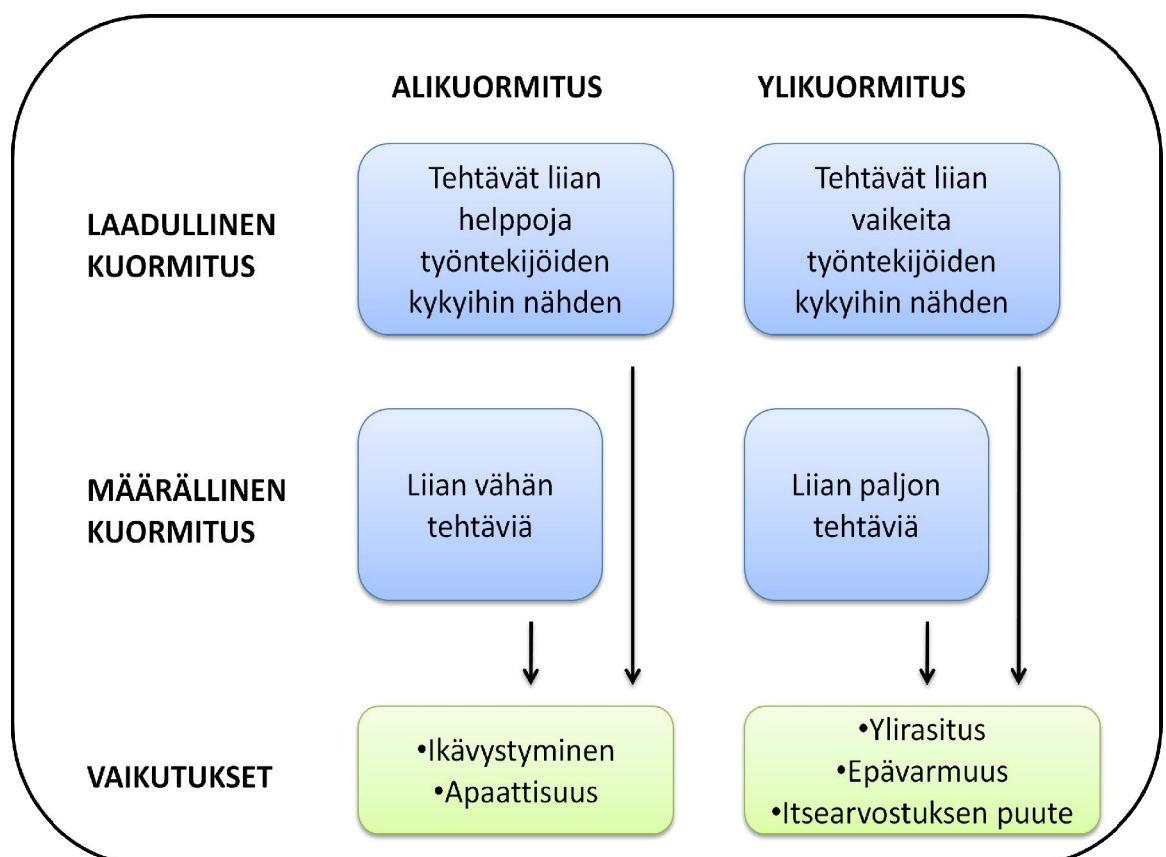 ALIKUORMITUS
YLIKUORMITUS
LAADULLINEN
KUORMITUS
Tehtävät liian
helppoja
työntekijöiden
kykyihin nähden
Tehtävät liian
vaikeita
työntekijöiden
kykyihin nähden
MÄÄRÄLLINEN
KUORMITUS
Liian vähän
tehtäviä
Liian paljon
tehtäviä
VAIKUTUKSET
•Ikävystyminen
•Apaattisuus
•Ylirasitus
•Epävarmuus
•Itsearvostuksen puute